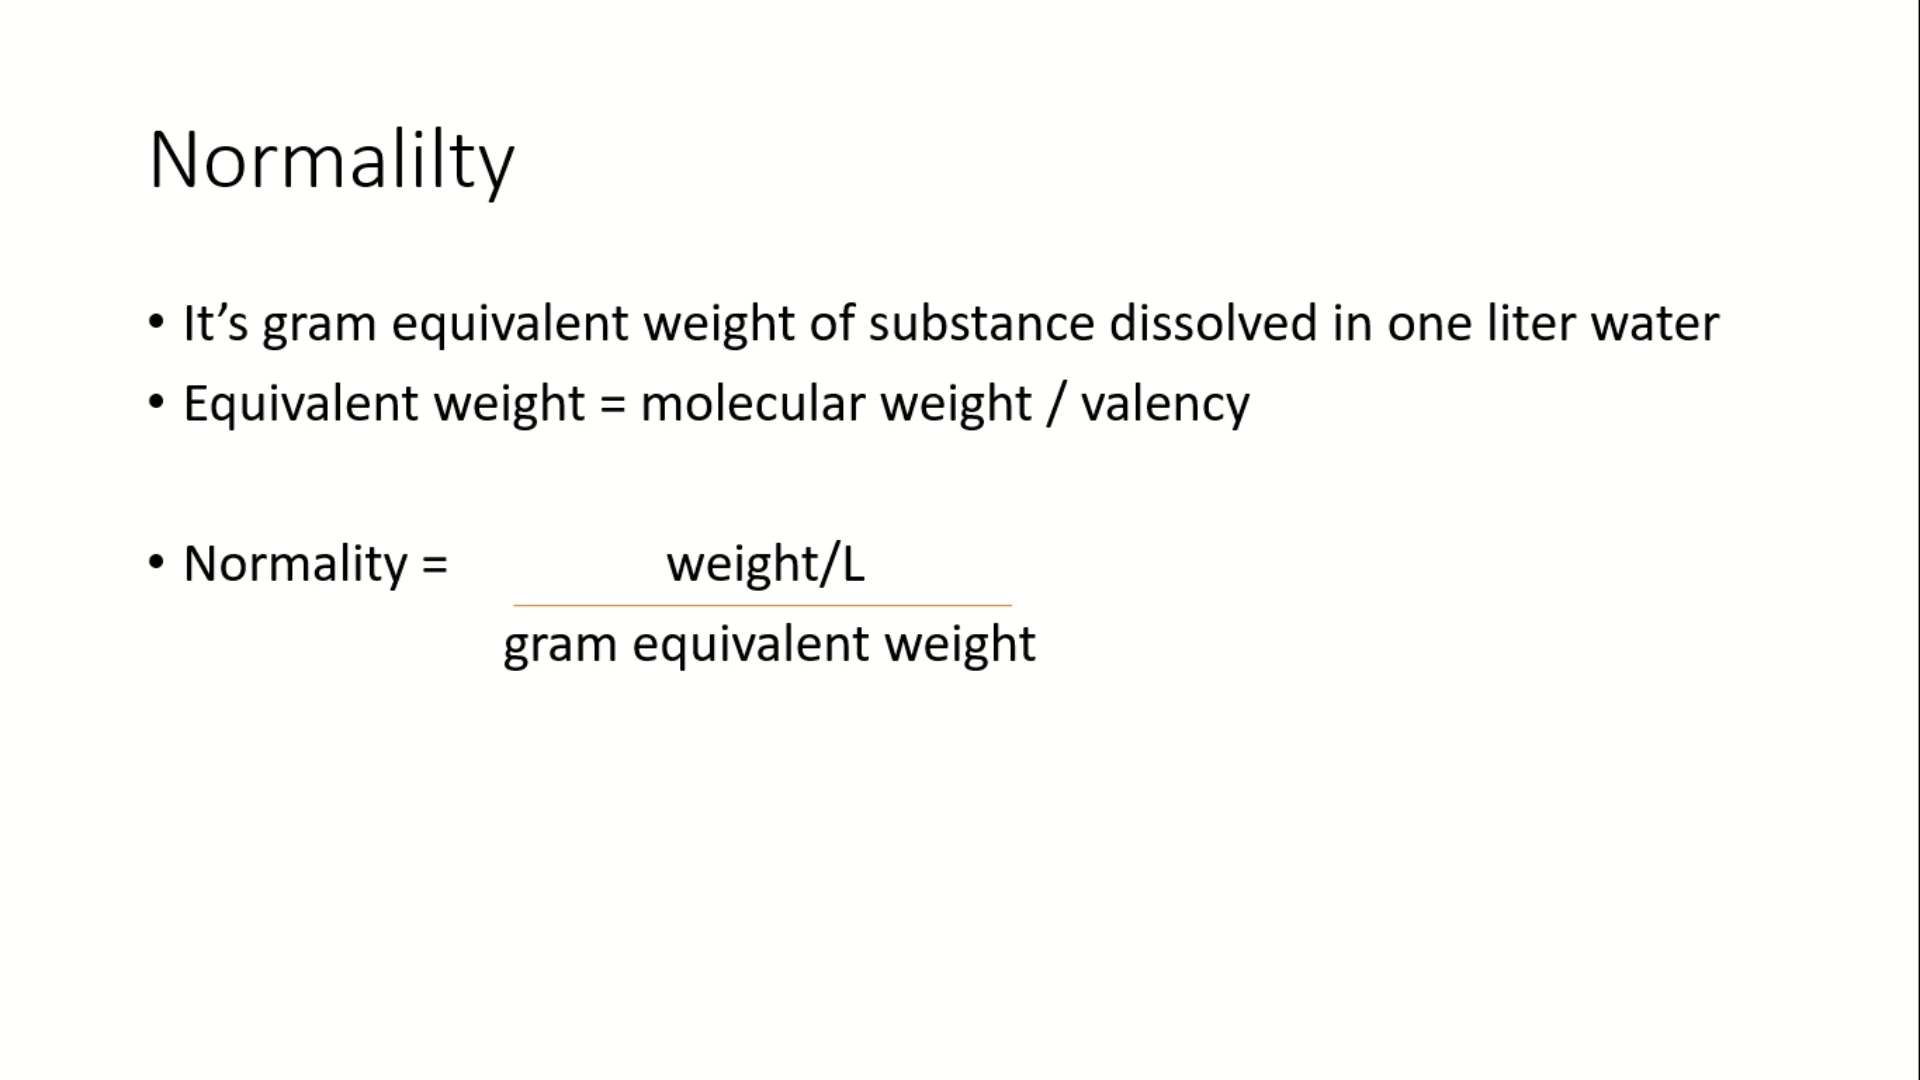 Normalilty
• It’s gram equivalent weight of substance dissolved in one liter water
• Equivalent weight = molecular weight / valency
• Normality = weight/L
gram equivalent weight